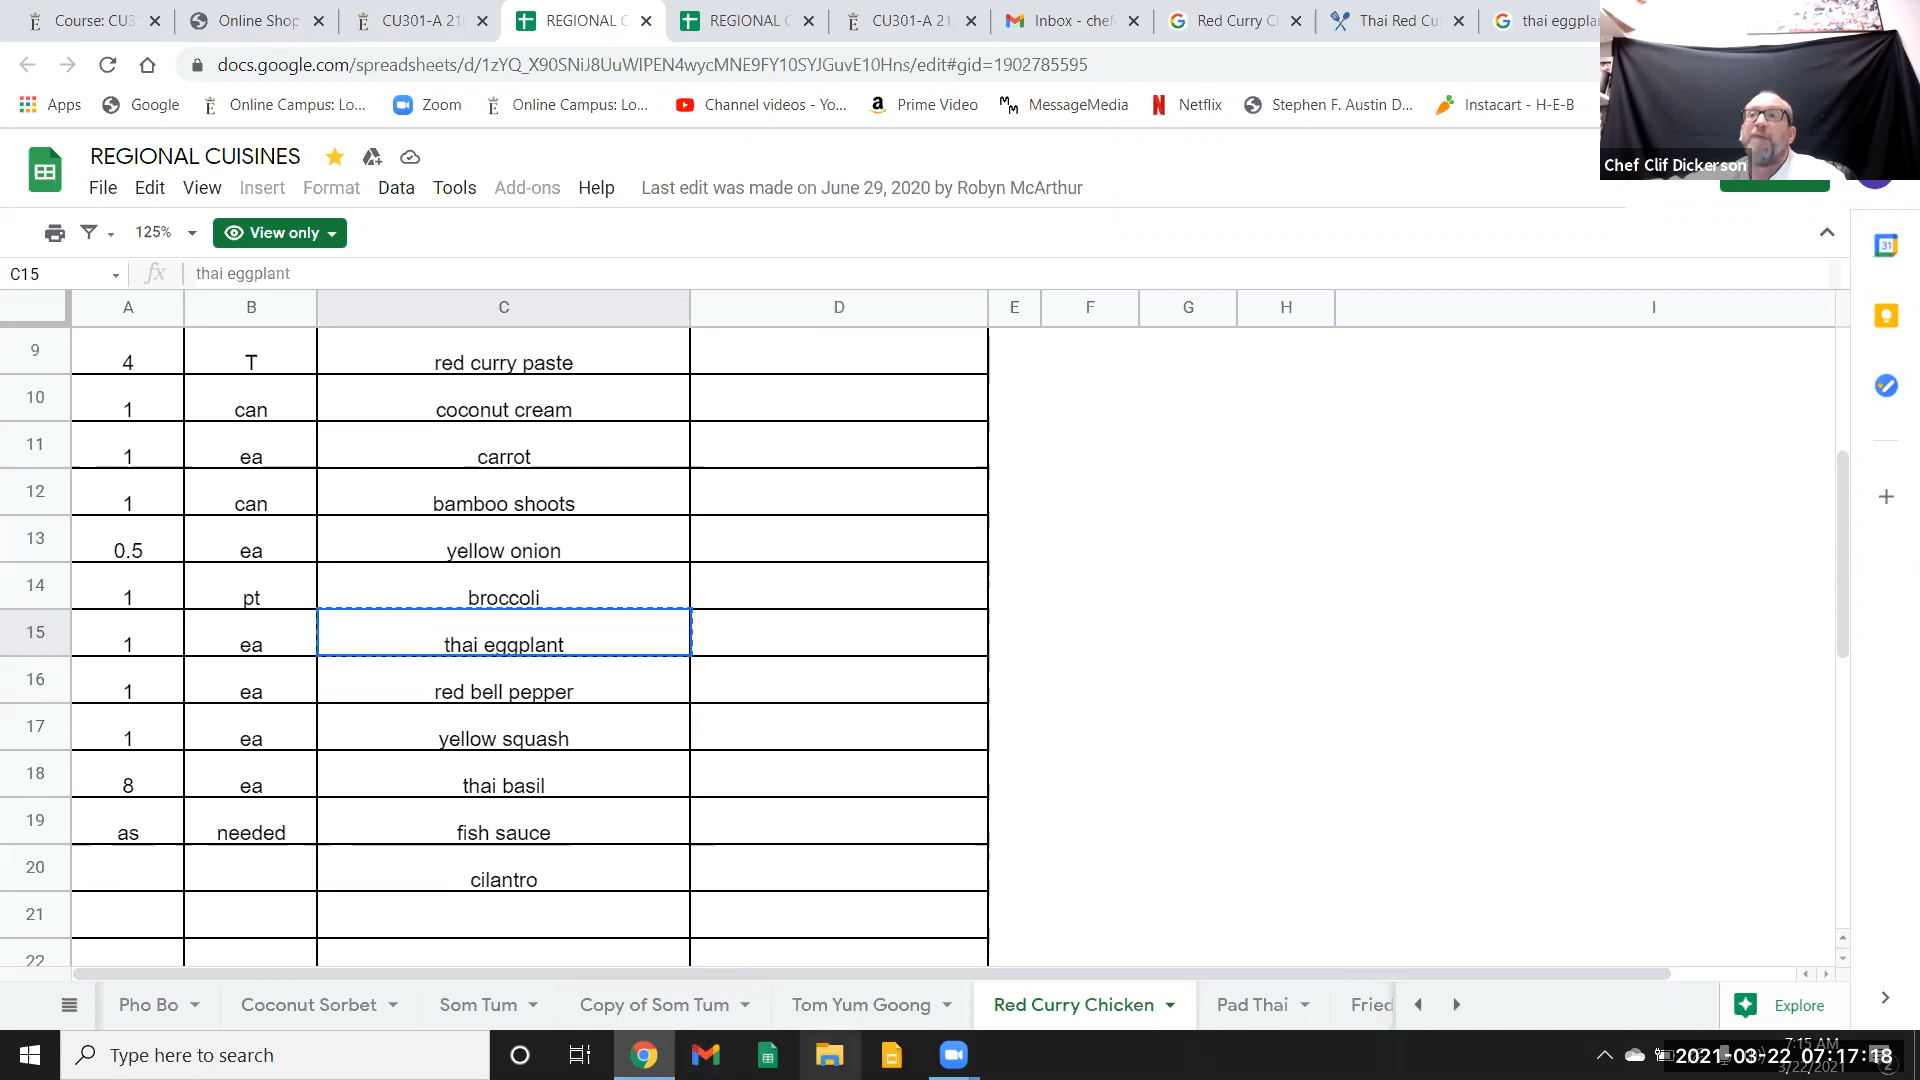 Course: CU3
Online Shop
CU301-A 21
REGIONAL C
REGIONAL C
CU301-A 21
Inbox - chef
Red Curry C
Thai Red Cu
thai eggpla
docs.google.com/spreadsheets/d/1zYQ_X90SNiJ8UuWlPEN4wycMNE9FY10SYJGuvE10Hns/edit#gid=1902785595
Apps
Google
Online Campus: Lo...
Zoom
Online Campus: Lo...
Channel videos - Yo...
Prime Video
MessageMedia
Netflix
Stephen F. Austin D...
Instacart - H-E-B
Chef Clif Dickerson
REGIONAL CUISINES
File Edit View Insert Format Data Tools Add-ons Help Last edit was made on June 29, 2020 by Robyn McArthur
125% View only
C15 fx thai eggplant
A B C D E F G H I
9 4 T red curry paste
10 1 can coconut cream
11 1 ea carrot
12 1 can bamboo shoots
13 0.5 ea yellow onion
14 1 pt broccoli
15 1 ea thai eggplant
16 1 ea red bell pepper
17 1 ea yellow squash
18 8 ea thai basil
19 as needed fish sauce
20 cilantro
21
22
Pho Bo Coconut Sorbet Som Tum Copy of Som Tum Tom Yum Goong Red Curry Chicken Pad Thai Fried Explore
Type here to search
7:15 AM
2021-03-22 07:17:18
3/22/2021